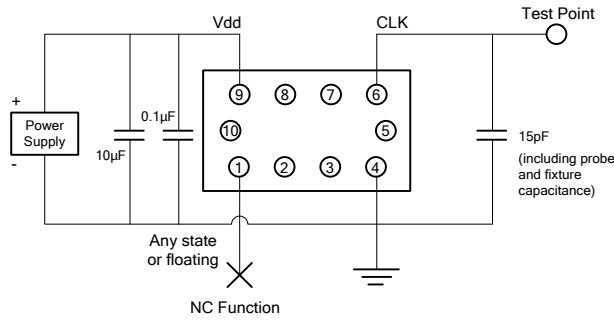 Test Point
Vdd
CLK
9
8
7
6
+
Power
Supply
-
10µF
0.1µF
10
5
15pF
(including probe
and fixture
capacitance)
1
2
3
4
Any state
or floating
NC Function